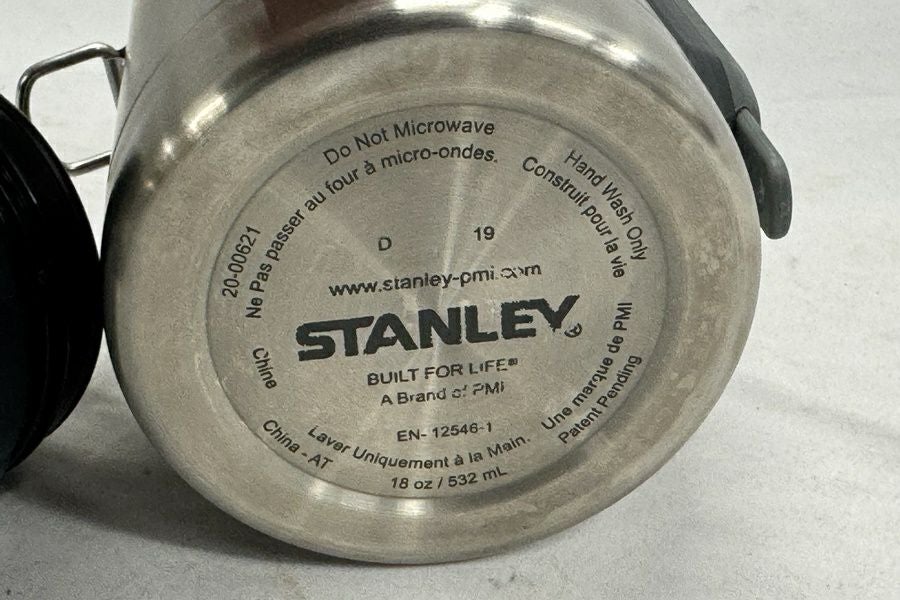 Do Not Microwave
Ne Pas passer au four à micro-ondes.
Hand Wash Only
Construit pour la vie
20-00621
D 19
www.stanley-pmi.com
STANLEY®
BUILT FOR LIFE®
A Brand of PMI
EN- 12546-1
Chine
China - AT
Laver Uniquement à la Main.
18 oz / 532 mL
Une marque de PMI
Patent Pending